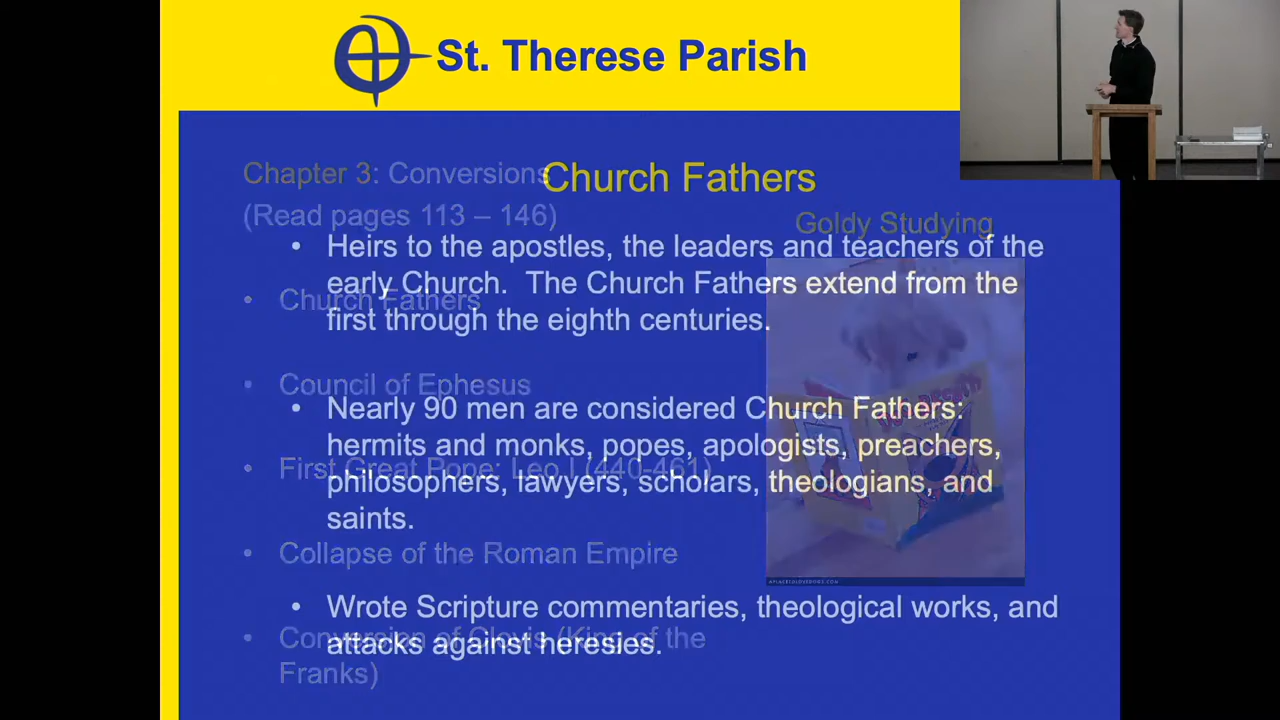 St. Therese Parish
Chapter 3: Conversions
Church Fathers
(Read pages 113 – 146)
Goldy Studying
• Heirs to the apostles, the leaders and teachers of the
early Church. The Church Fathers extend from the
first through the eighth centuries.
• Church Fathers
• Council of Ephesus
• Nearly 90 men are considered Church Fathers:
hermits and monks, popes, apologists, preachers,
philosophers, lawyers, scholars, theologians, and
saints.
• First Great Pope: Leo I (440-461)
• Collapse of the Roman Empire
• Wrote Scripture commentaries, theological works, and
attacks against heresies.
• Conversion of Clovis (King of the
Franks)